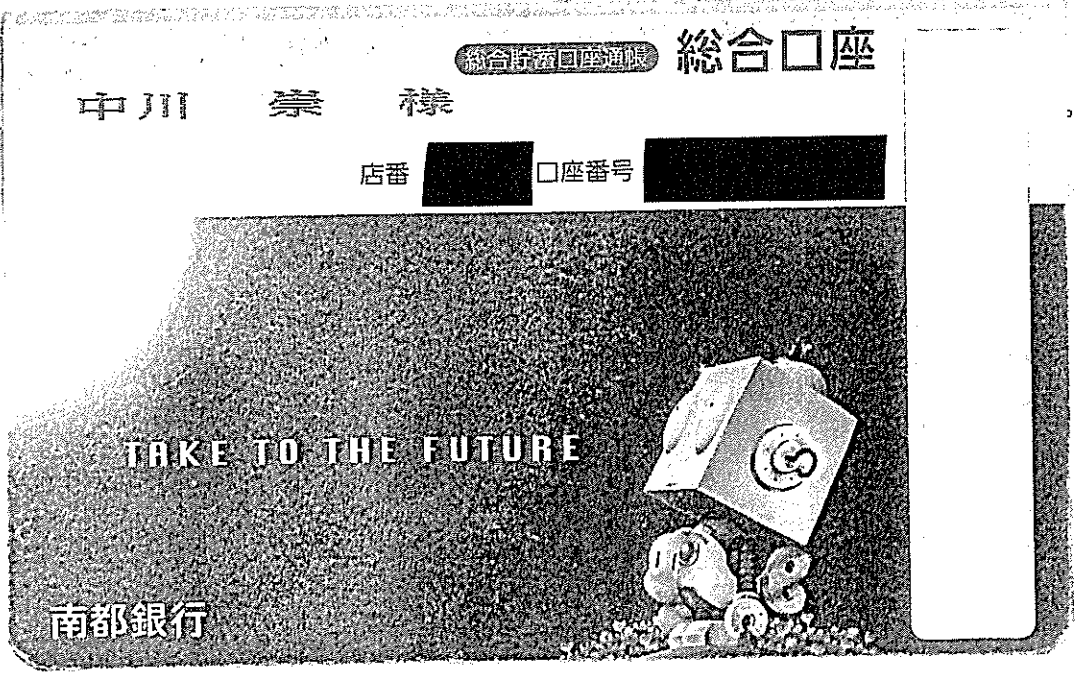 総合貯蓄口座通帳 総合口座
中川 崇 様
店番 口座番号
TAKE TO THE FUTURE
南都銀行